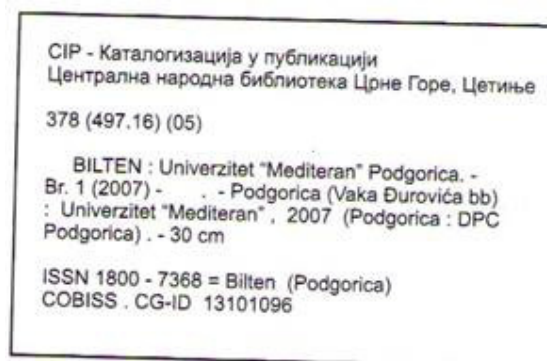 CIP - Каталогизација у публикацији
Централна народна библиотека Црне Горе, Цетиње
378 (497.16) (05)
BILTEN : Univerzitet "Mediteran" Podgorica. -
Br. 1 (2007) - . - Podgorica (Vaka Đurovića bb)
: Univerzitet "Mediteran" , 2007 (Podgorica : DPC
Podgorica) . - 30 cm
ISSN 1800 - 7368 = Bilten (Podgorica)
COBISS . CG-ID 13101096